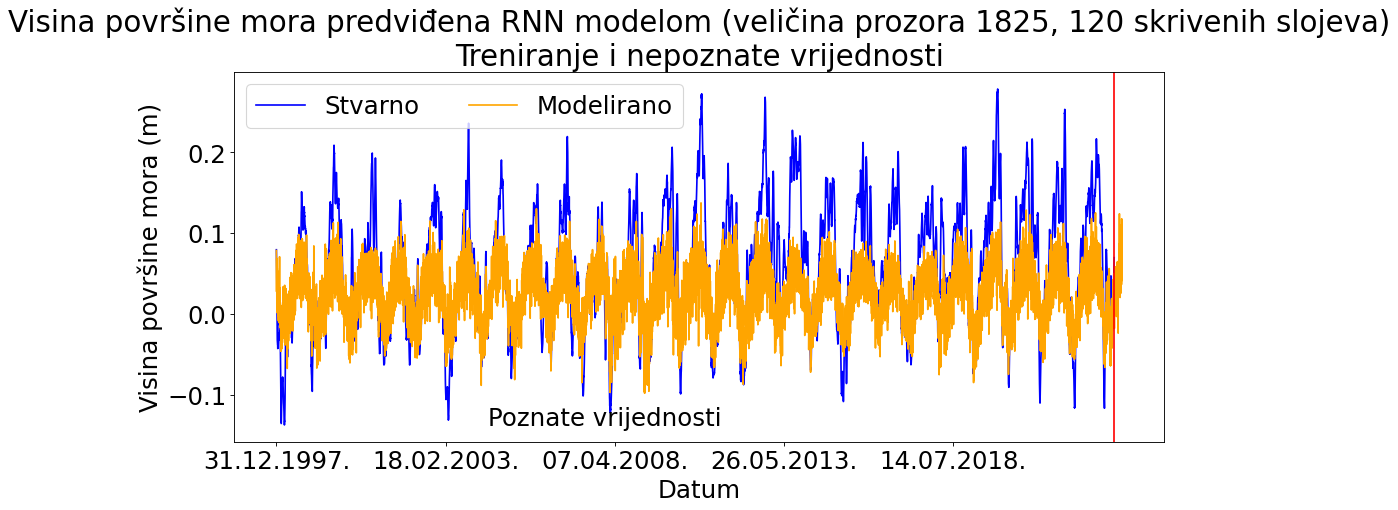 Visina površine mora predviđena RNN modelom (veličina prozora 1825, 120 skrivenih slojeva)
Treniranje i nepoznate vrijednosti
Stvarno Modelirano
Visina površine mora (m)
0.2
0.1
0.0
−0.1
Poznate vrijednosti
31.12.1997. 18.02.2003. 07.04.2008. 26.05.2013. 14.07.2018.
Datum